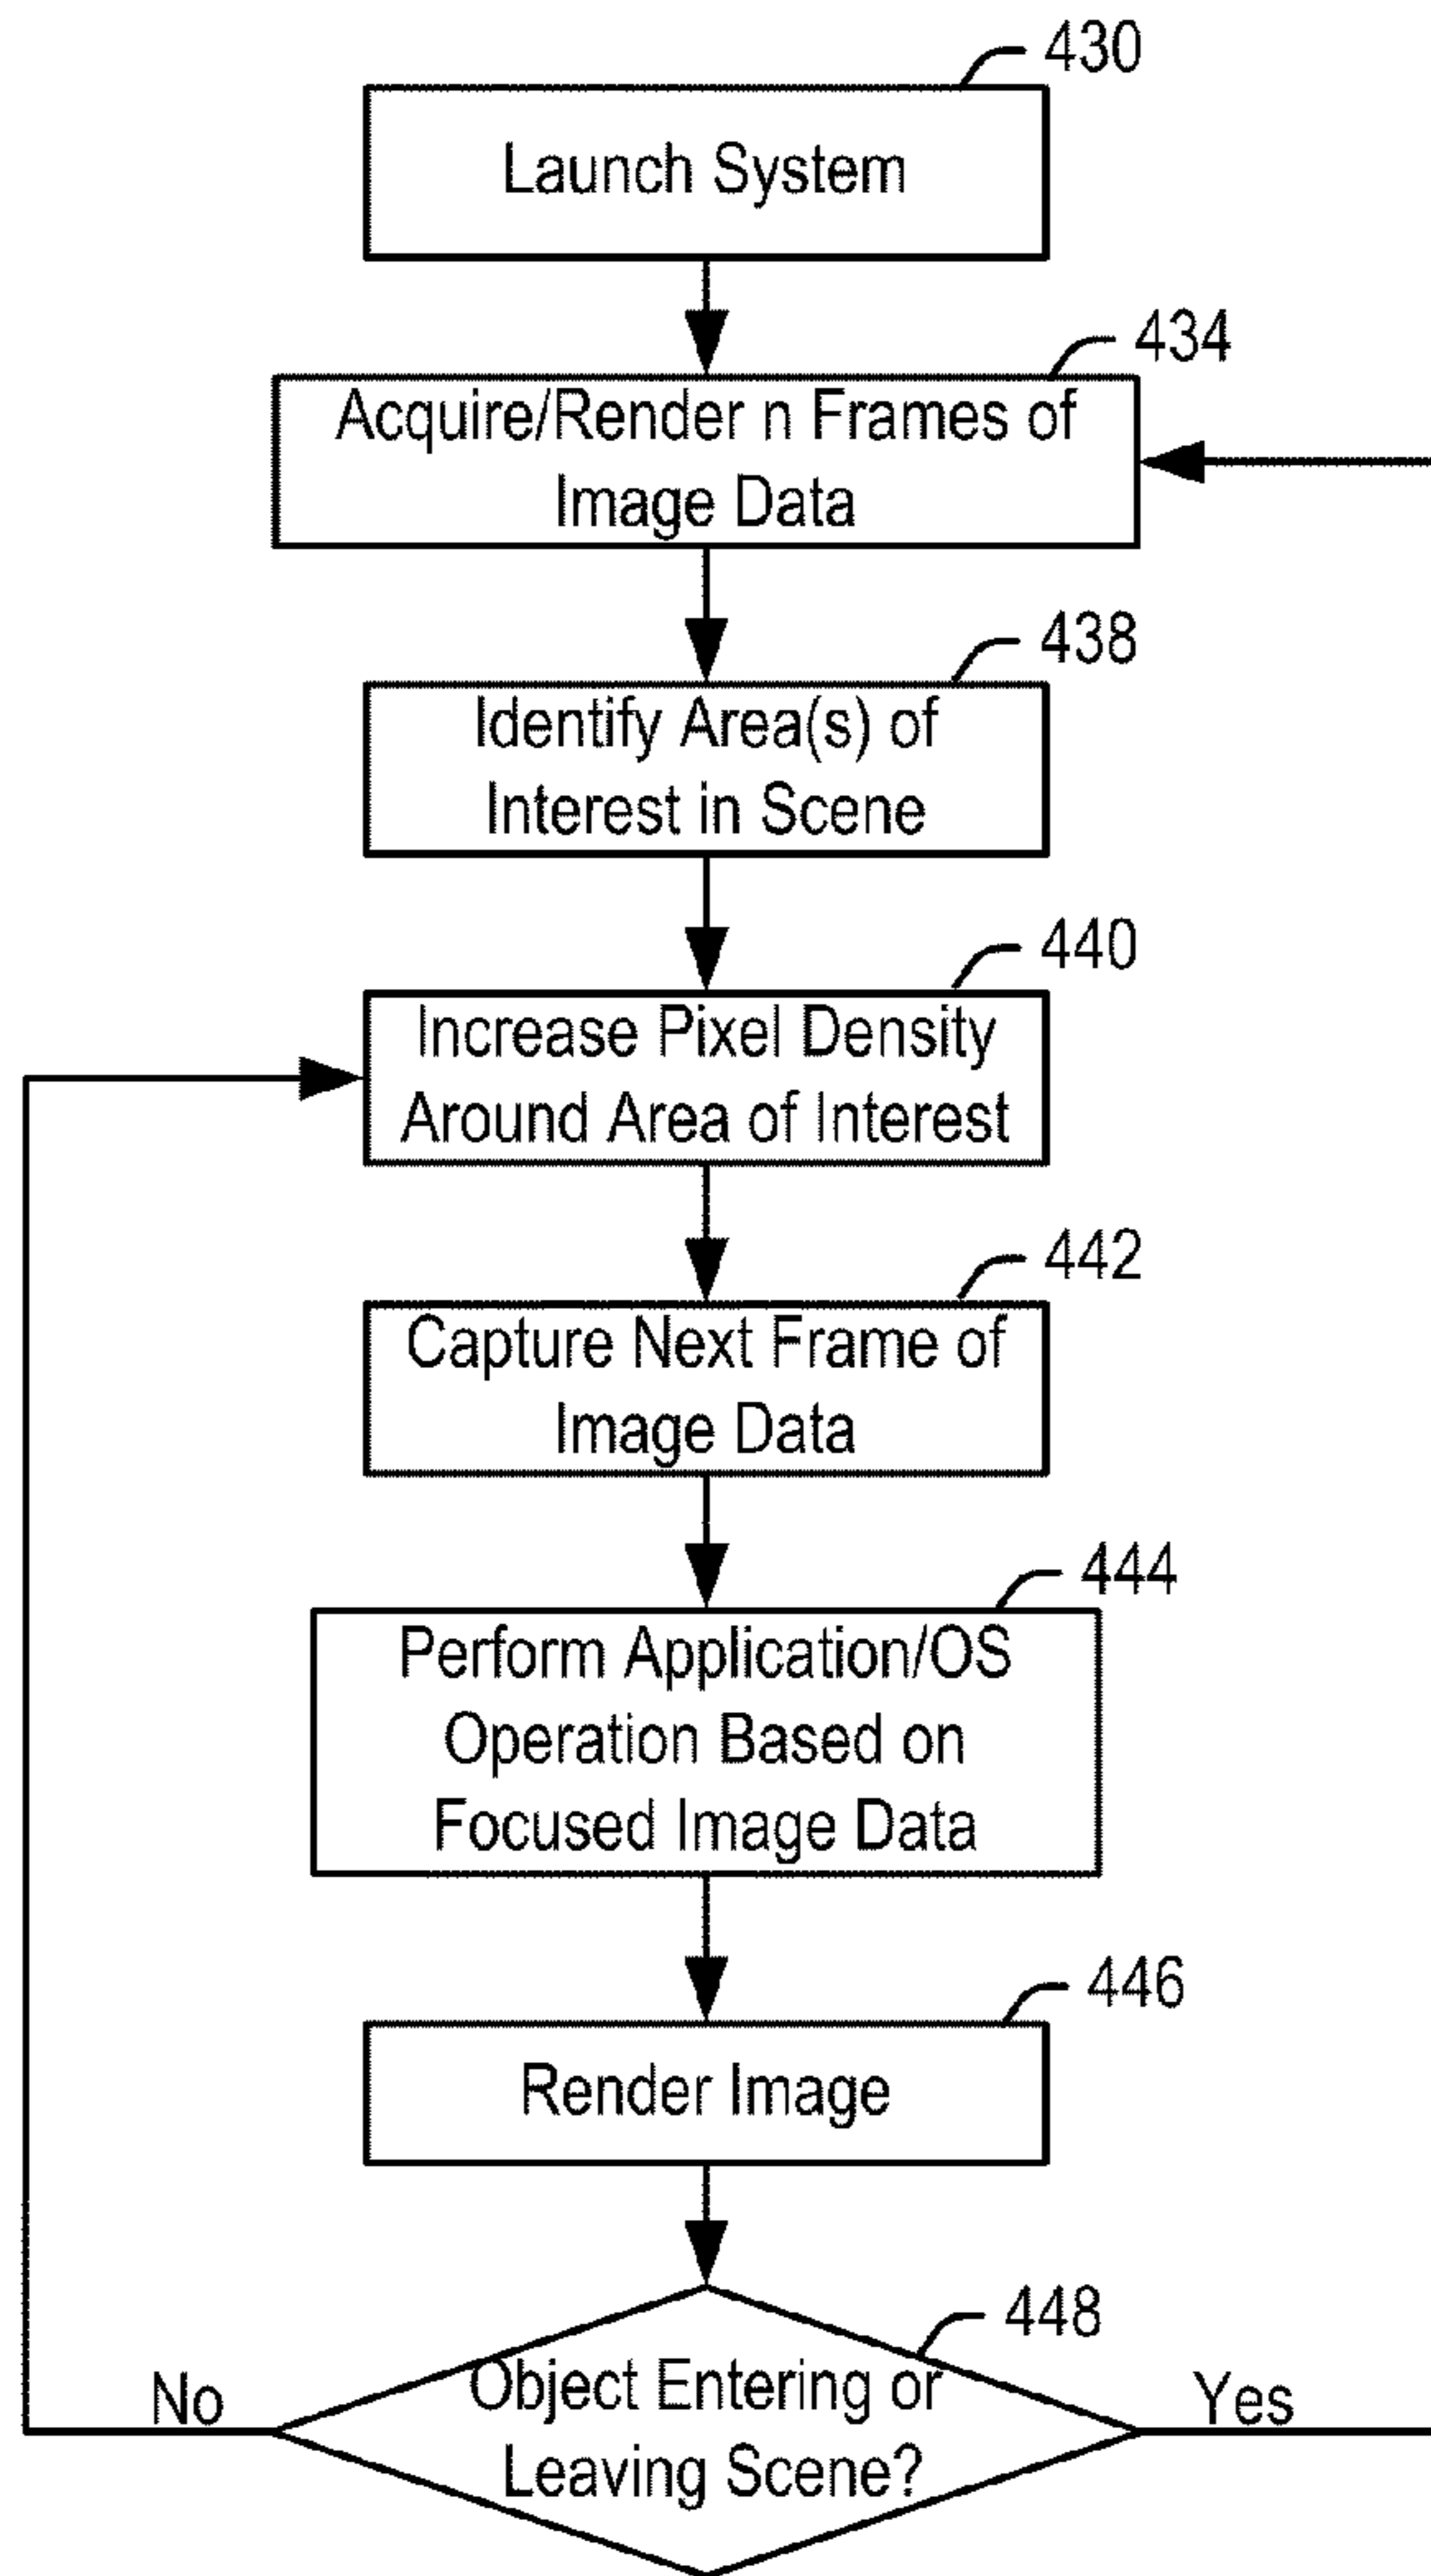 430
Launch System
434
Acquire/Render n Frames of
Image Data
438
Identify Area(s) of
Interest in Scene
440
Increase Pixel Density
Around Area of Interest
442
Capture Next Frame of
Image Data
444
Perform Application/OS
Operation Based on
Focused Image Data
446
Render Image
448
Object Entering or
Leaving Scene?
No
Yes